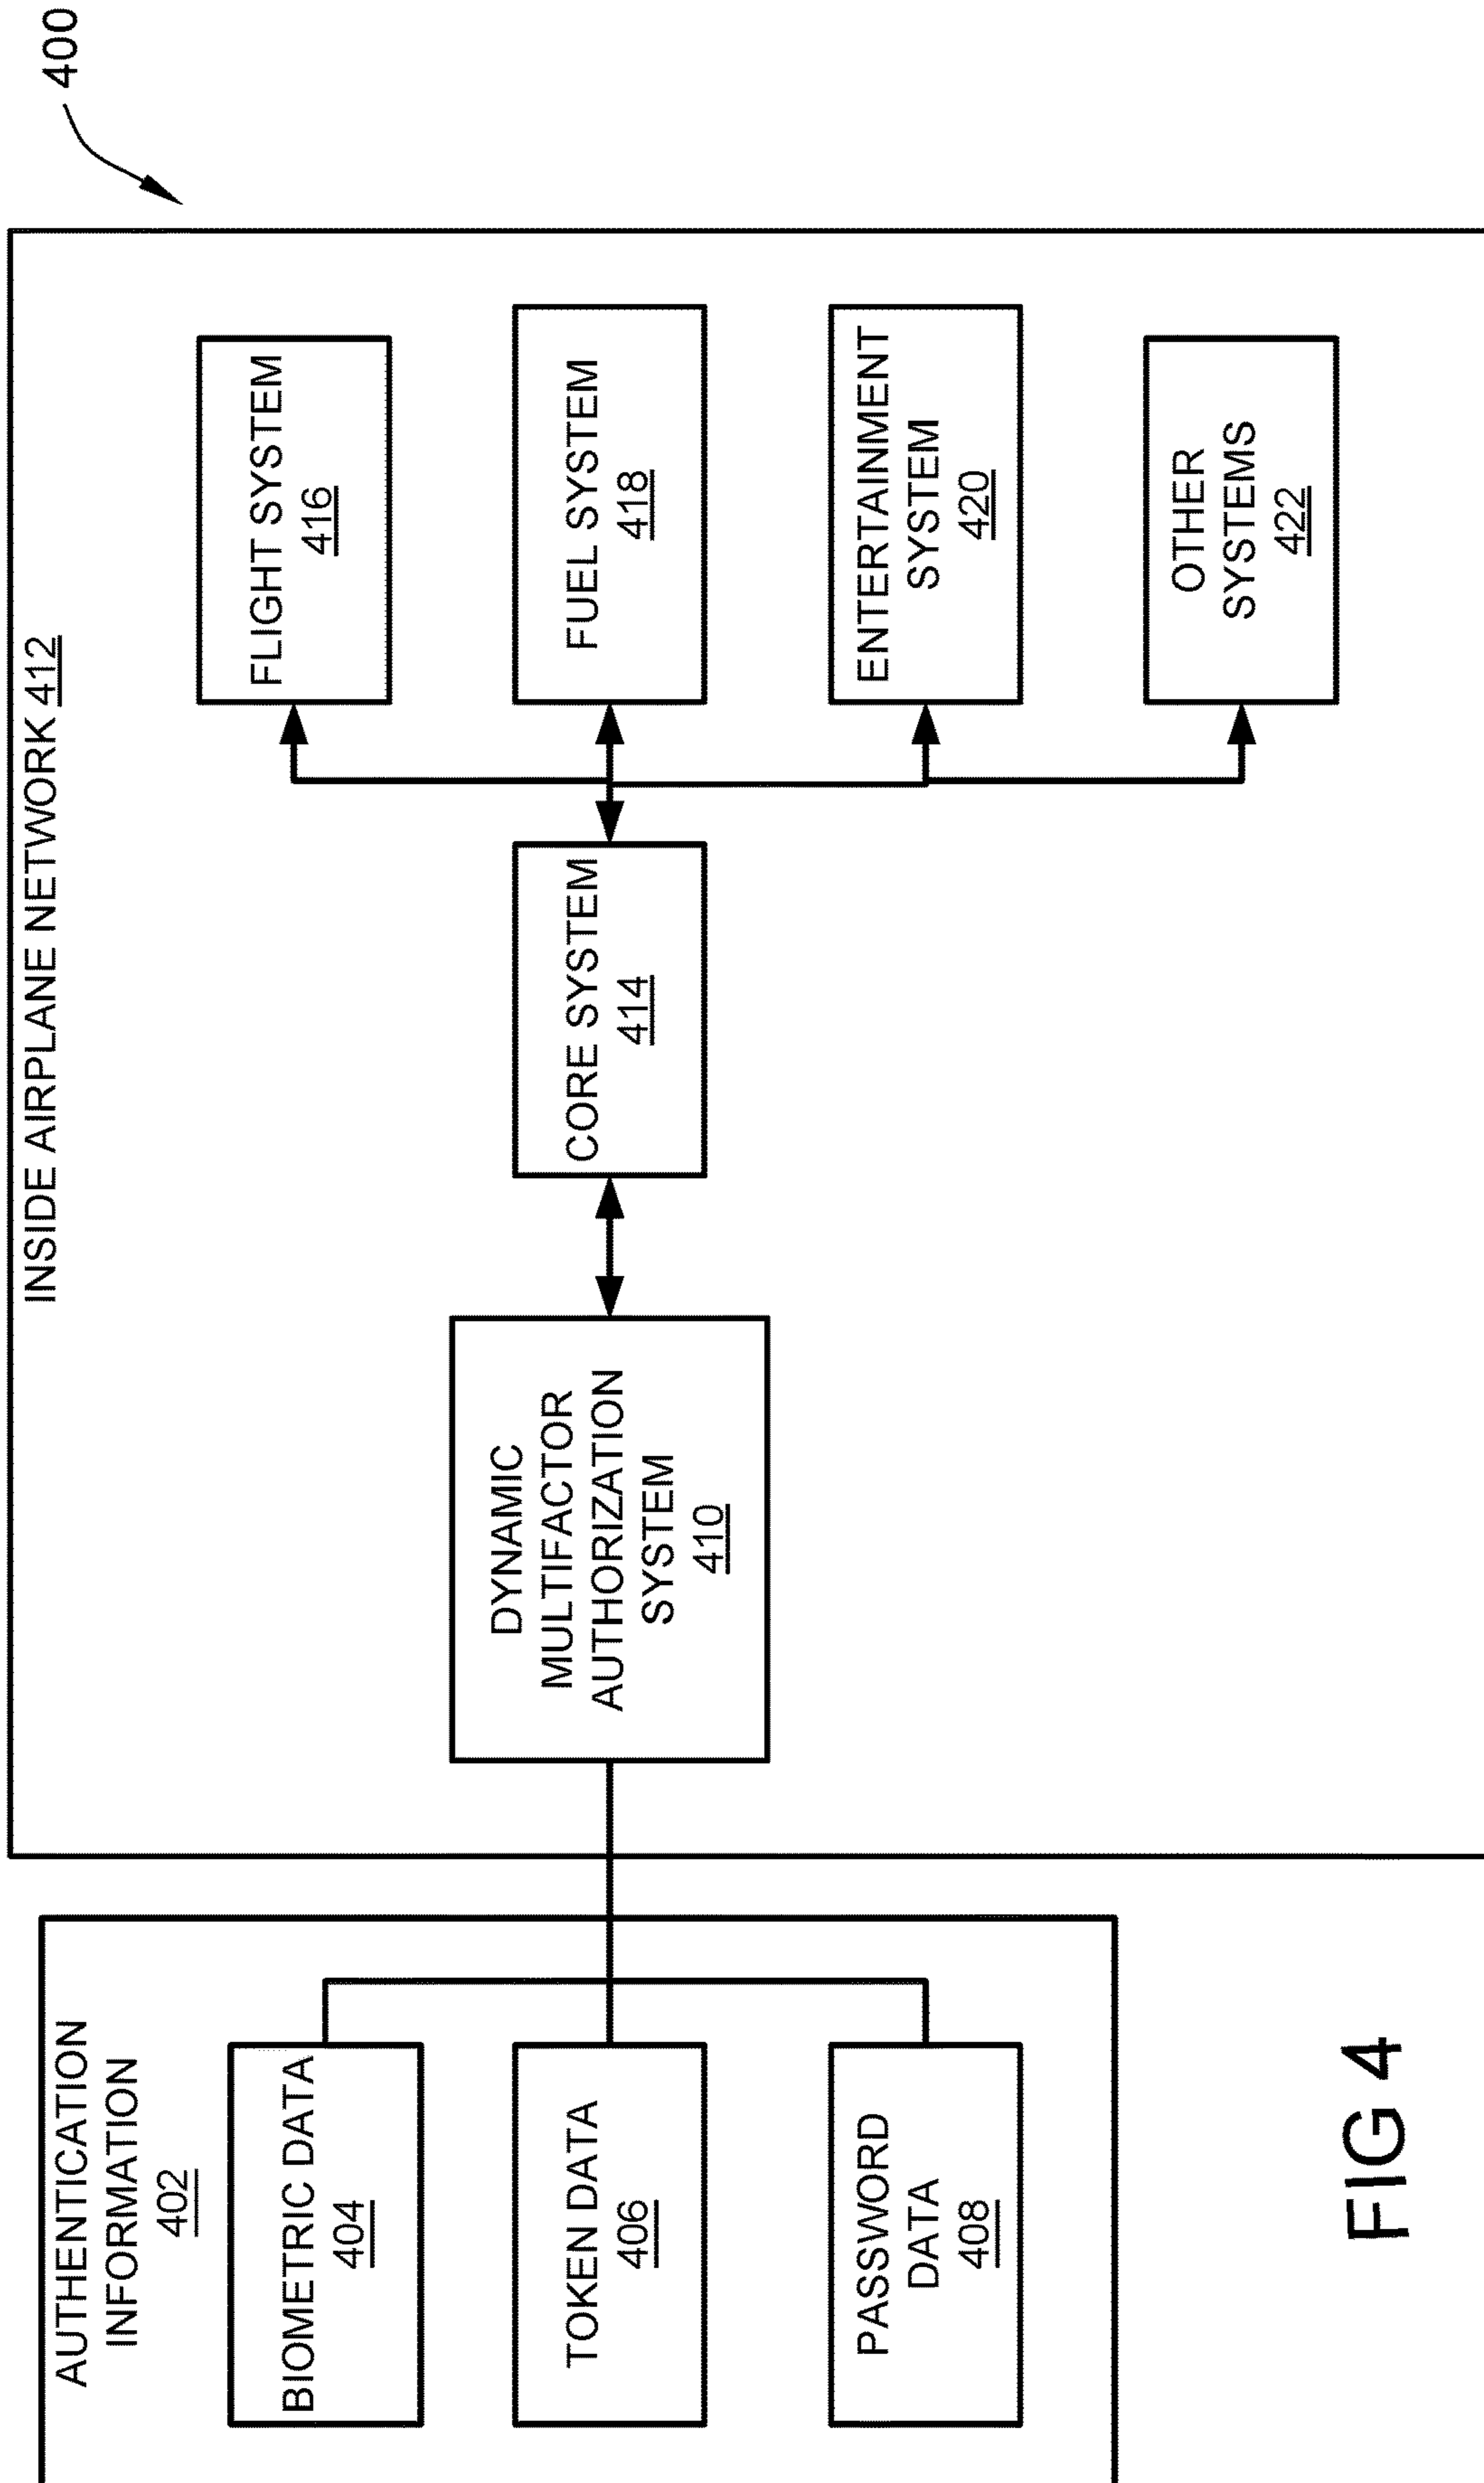 400
INSIDE AIRPLANE NETWORK 412
AUTHENTICATION
INFORMATION
402
BIOMETRIC DATA
404
TOKEN DATA
406
PASSWORD
DATA
408
DYNAMIC
MULTIFACTOR
AUTHORIZATION
SYSTEM
410
CORE SYSTEM
414
FLIGHT SYSTEM
416
FUEL SYSTEM
418
ENTERTAINMENT
SYSTEM
420
OTHER
SYSTEMS
422
FIG 4